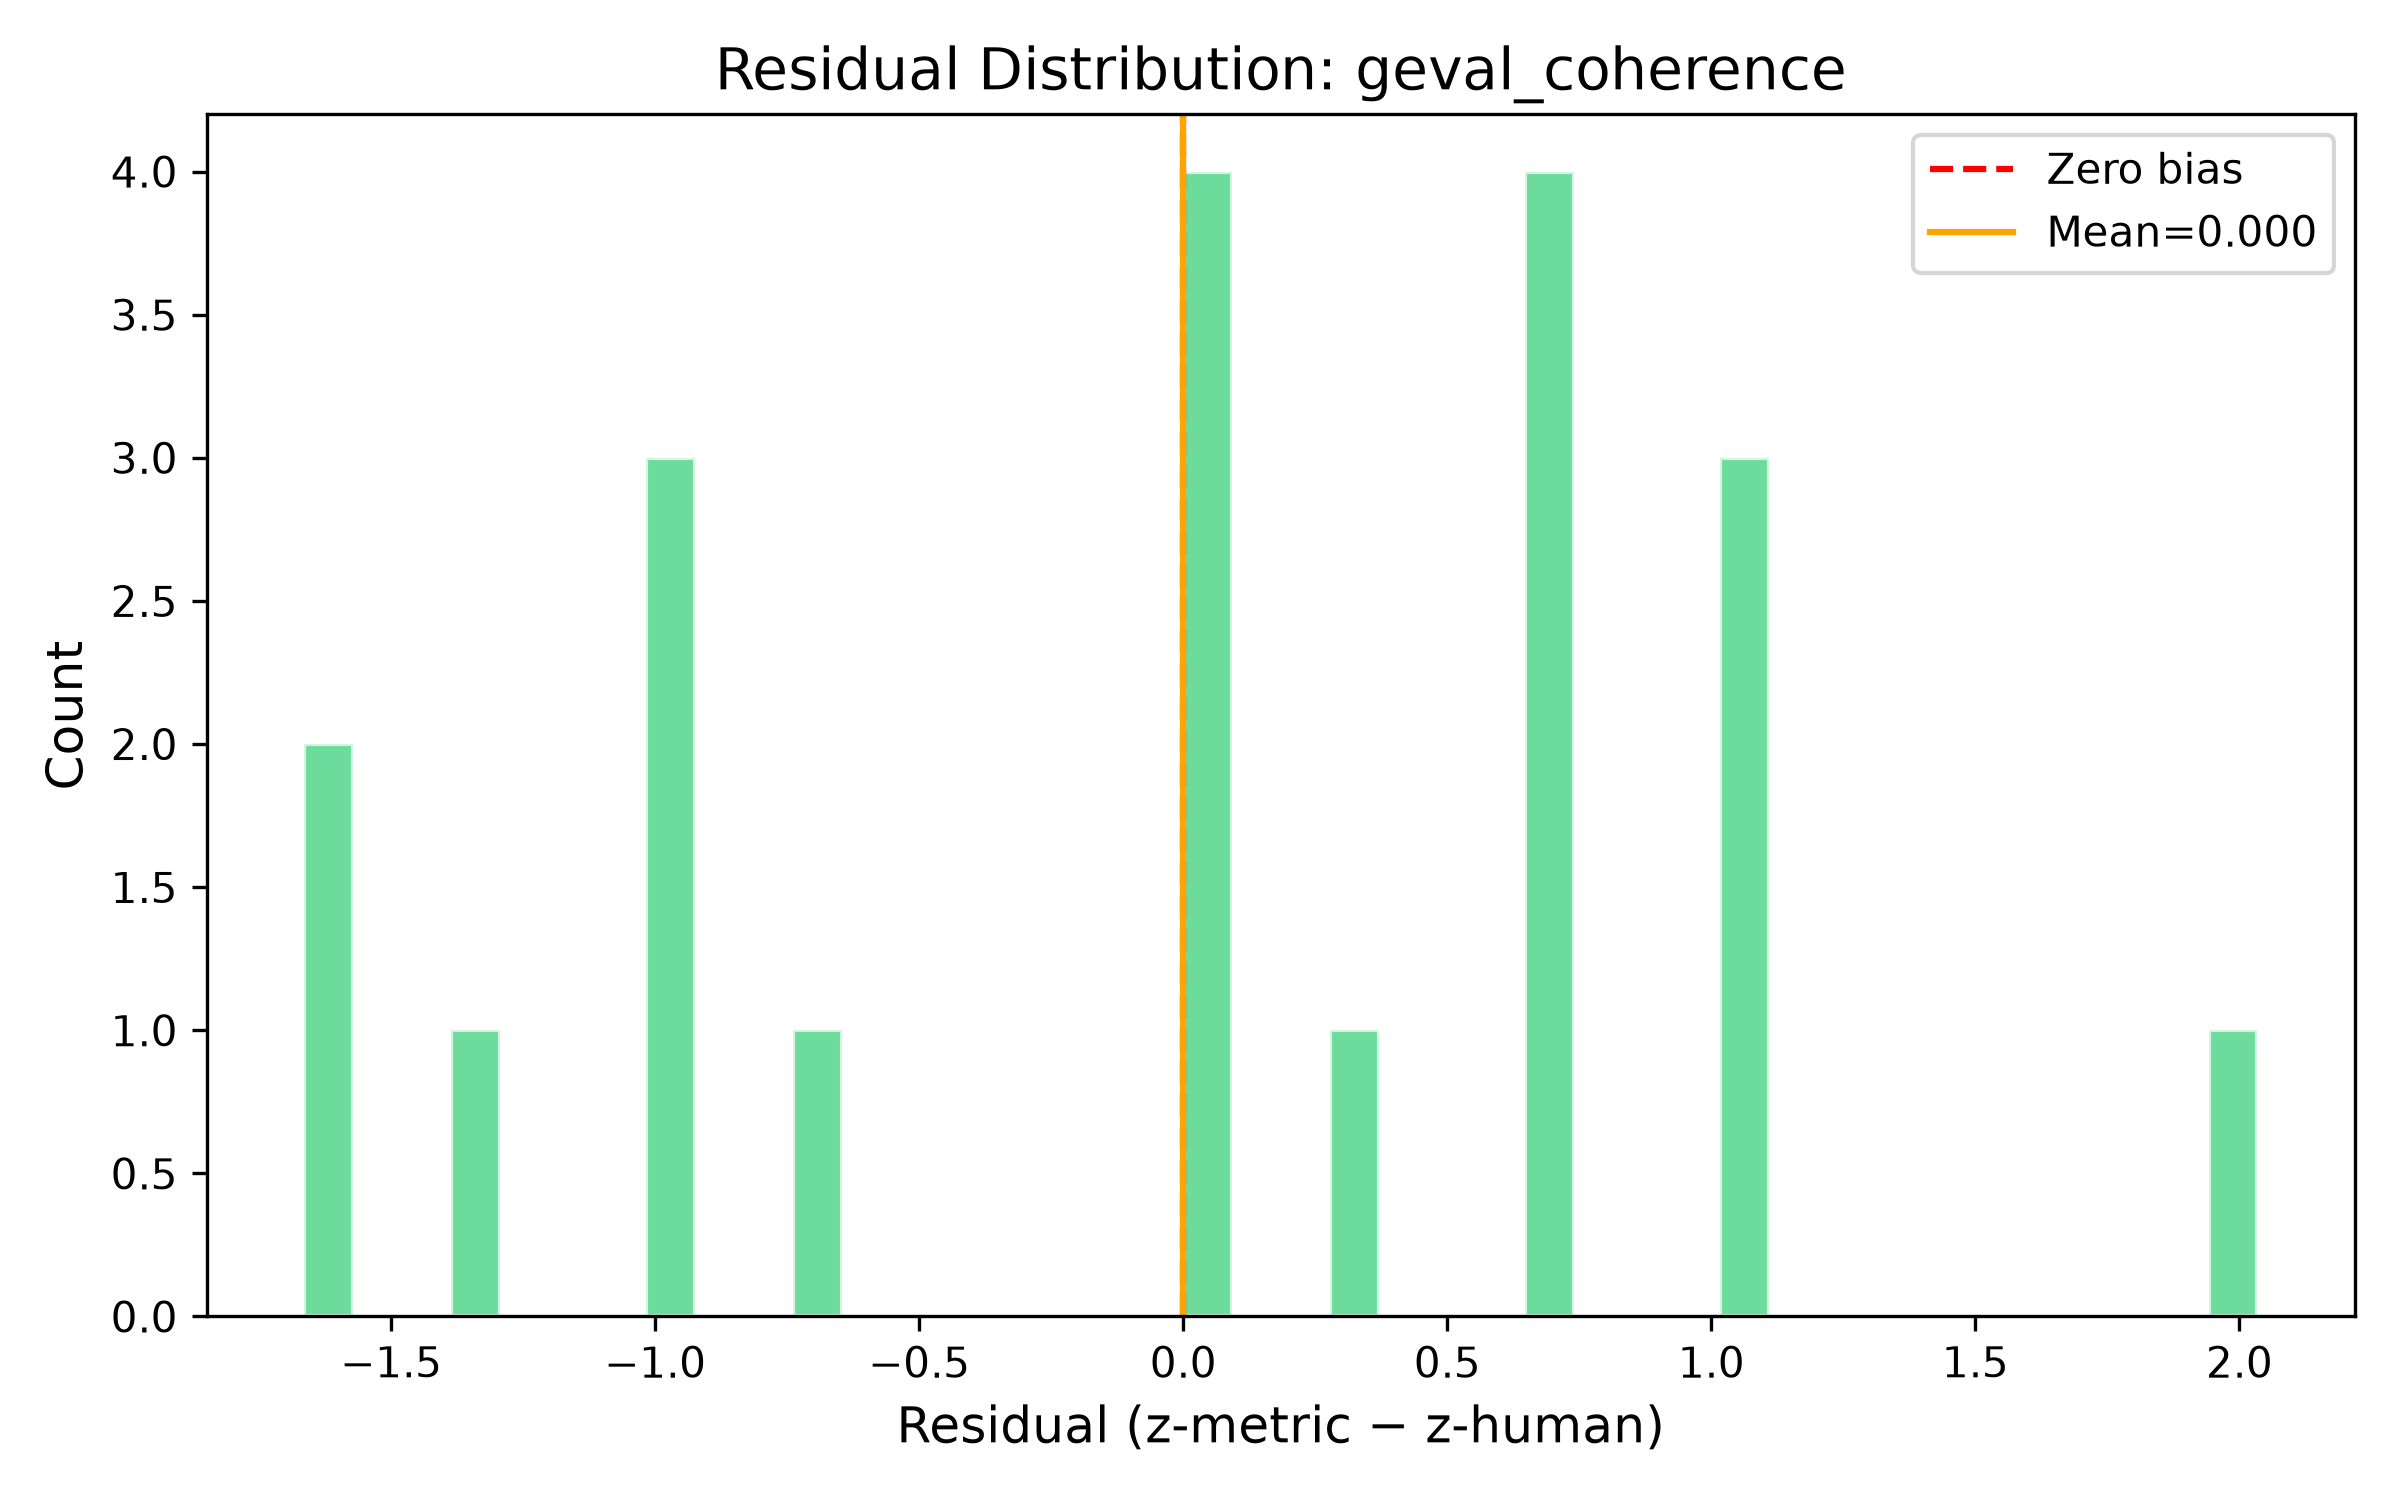 Residual Distribution: geval_coherence
Zero bias
Mean=0.000
4.0
3.5
3.0
2.5
2.0
1.5
1.0
0.5
0.0
Count
−1.5 −1.0 −0.5 0.0 0.5 1.0 1.5 2.0
Residual (z-metric − z-human)